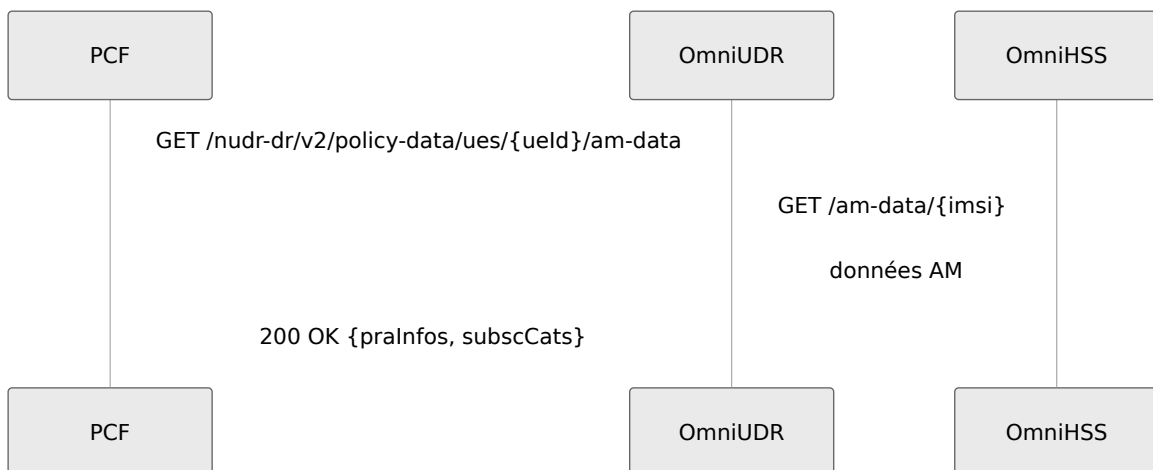 PCF
OmniUDR
OmniHSS
GET /nudr-dr/v2/policy-data/ues/{ueId}/am-data
GET /am-data/{imsi}
données AM
200 OK {praInfos, subscCats}
PCF
OmniUDR
OmniHSS